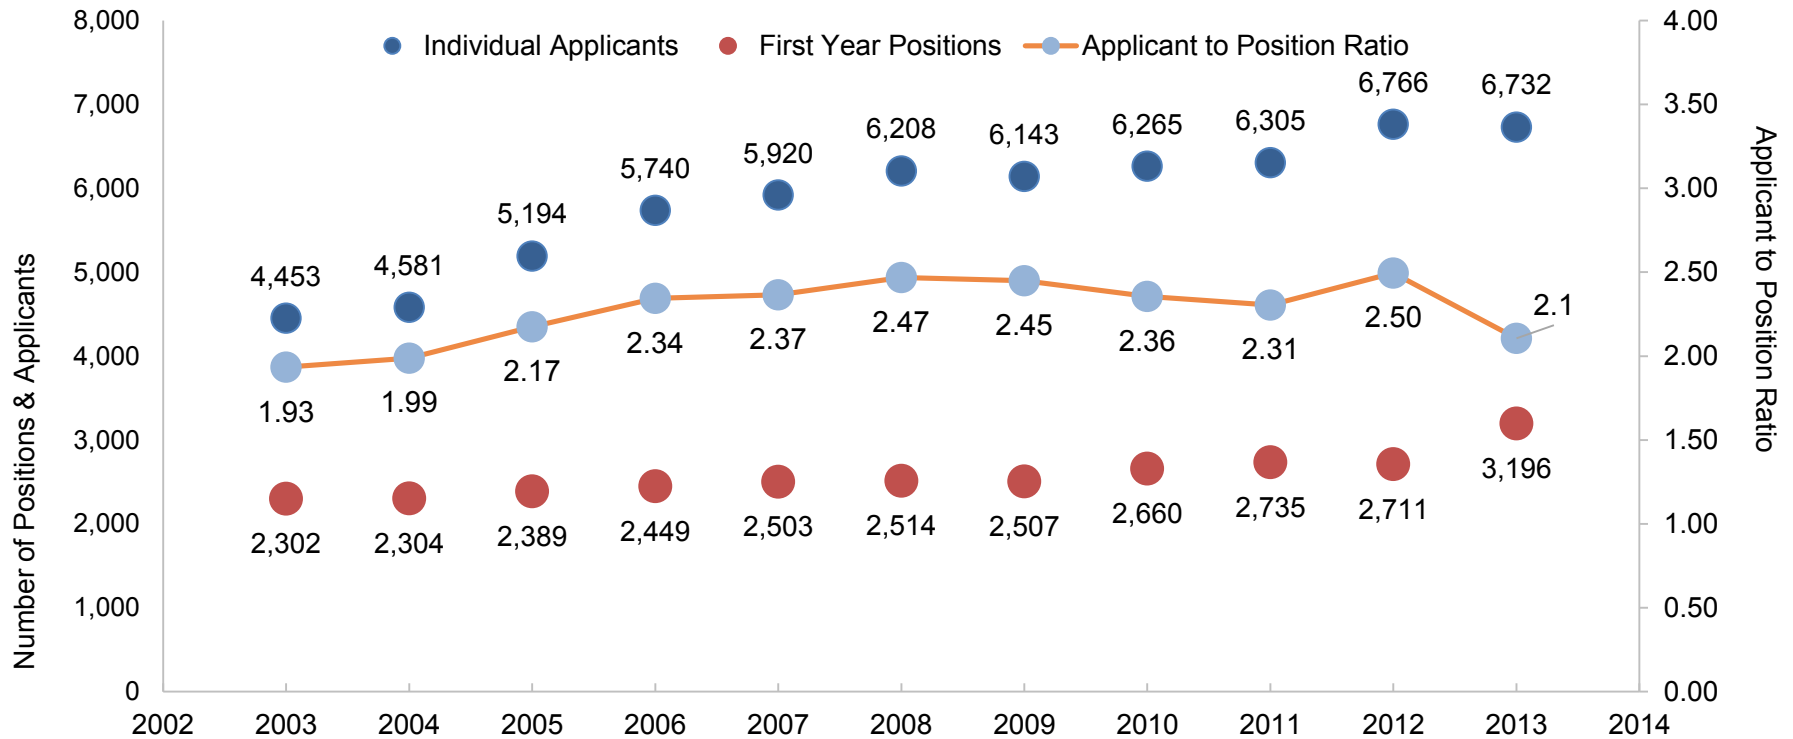 8,000
7,000
6,000
5,000
4,000
3,000
2,000
1,000
0
Number of Positions & Applicants
Individual Applicants First Year Positions Applicant to Position Ratio
4,453 4,581 5,194 5,740 5,920 6,208 6,143 6,265 6,305 6,766 6,732
1.93 1.99 2.17 2.34 2.37 2.47 2.45 2.36 2.31 2.50 2.1
2,302 2,304 2,389 2,449 2,503 2,514 2,507 2,660 2,735 2,711 3,196
4.00
3.50
3.00
2.50
2.00
1.50
1.00
0.50
0.00
Applicant to Position Ratio
2002 2003 2004 2005 2006 2007 2008 2009 2010 2011 2012 2013 2014